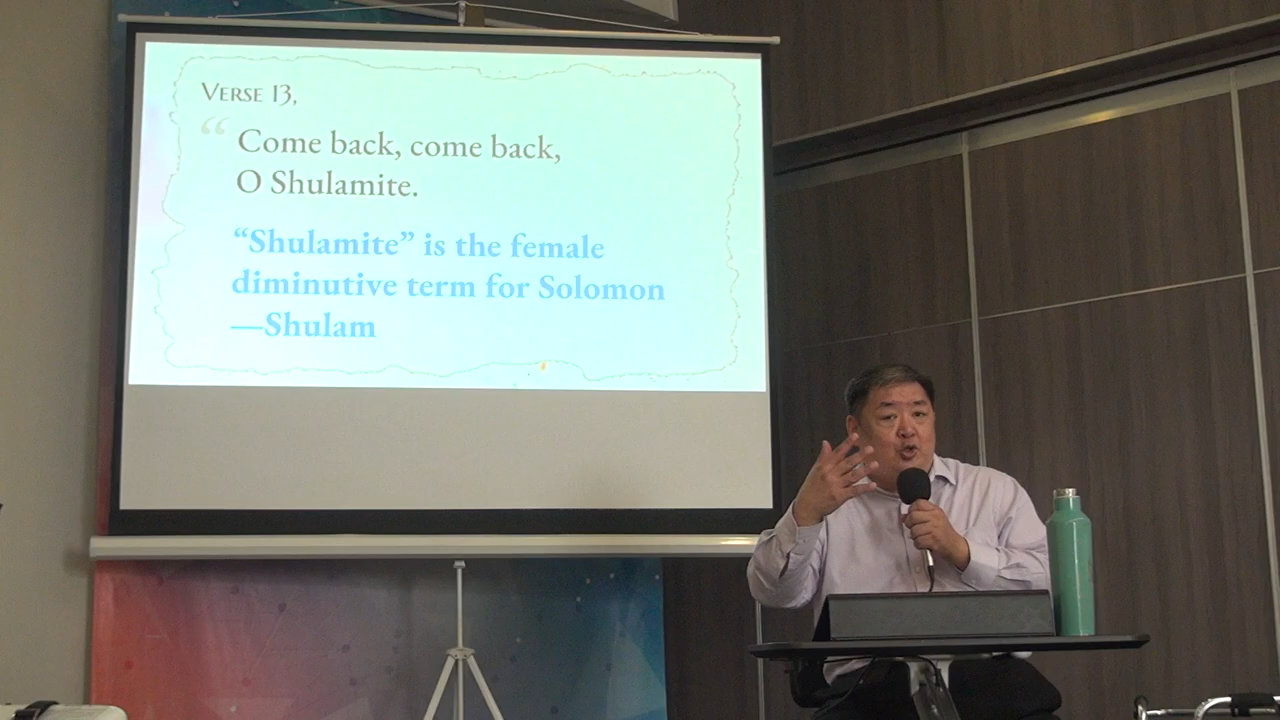 Verse 13,
“Come back, come back,
O Shulamite.
“Shulamite” is the female
diminutive term for Solomon
—Shulam